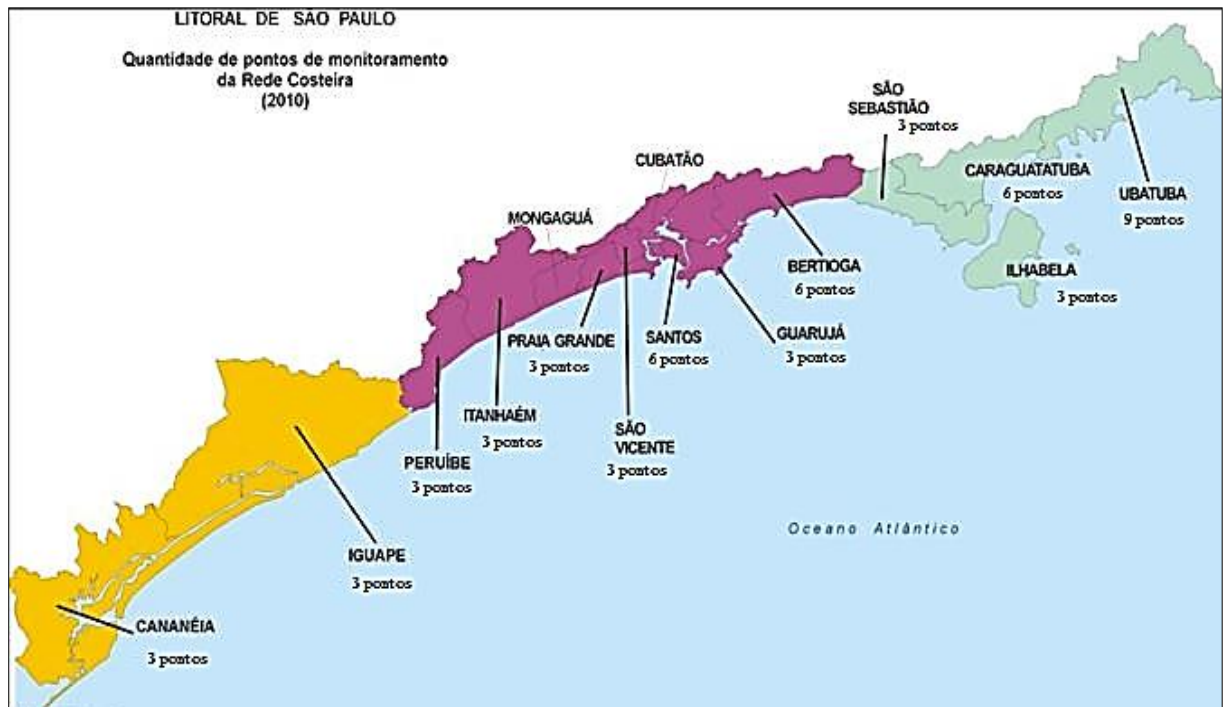 LITORAL DE SÃO PAULO
Quantidade de pontos de monitoramento
da Rede Costeira
(2010)
SÃO
SEBASTIÃO
3 pontos
CUBATÃO
CARAGUATATUBA
6 pontos
UBATUBA
9 pontos
MONGAGUÁ
BERTIOGA
6 pontos
ILHABELA
3 pontos
PRAIA GRANDE
3 pontos
SANTOS
6 pontos
GUARUJÁ
3 pontos
ITANHAÉM
3 pontos
SÃO
VICENTE
3 pontos
PERUÍBE
3 pontos
Oceano Atlântico
IGUAPE
3 pontos
CANANÉIA
3 pontos